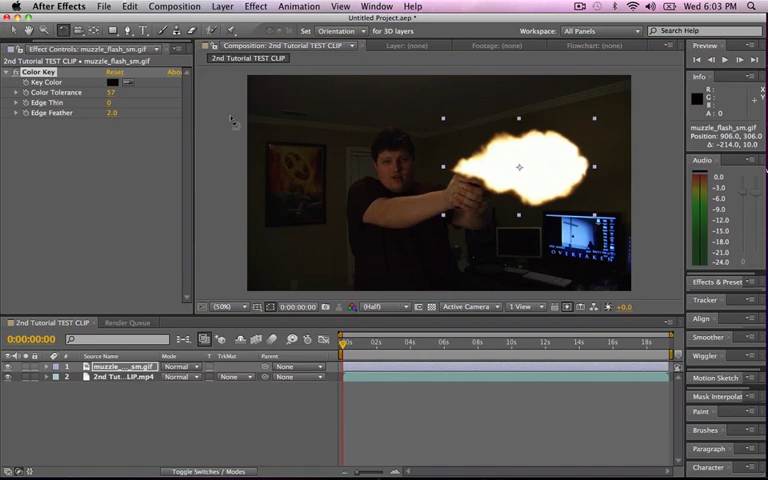 After Effects File Edit Composition Layer Effect Animation View Window Help Wed 6:03 PM
Untitled Project.aep *
Set Orientation for 3D layers Workspace: All Panels Search Help
Effect Controls: muzzle_flash_sm.gif Composition: 2nd Tutorial TEST CLIP Layer: (none) Footage: (none) Flowchart: (none) Preview
2nd Tutorial TEST CLIP • muzzle_flash_sm.gif 2nd Tutorial TEST CLIP
fx Color Key Reset Abou
Key Color
Color Tolerance 57
Edge Thin 0
Edge Feather 2.0
Info
R :
G :
B :
A : 0
X
Y
muzzle_flash_sm.gif
Position: 906.0, 306.0
Δ: -214.0, 10.0
Audio
0.0
-3.0
-6.0
-9.0
-12.0
-15.0
-18.0
-21.0
-24.0
OVERTAKEN
Effects & Preset
Tracker
Align
Smoother
Wiggler
Motion Sketch
Mask Interpolat
Paint
Brushes
Paragraph
Character
(50%) 0:00:00:00 (Half) Active Camera 1 View +0.0
2nd Tutorial TEST CLIP Render Queue
0:00:00:00
02s 04s 06s 08s 10s 12s 14s 16s 18s
# Source Name Mode T TrkMat Parent
1 muzzle_..._sm.gif Normal None
2 2nd Tut...LIP.mp4 Normal None None
Toggle Switches / Modes